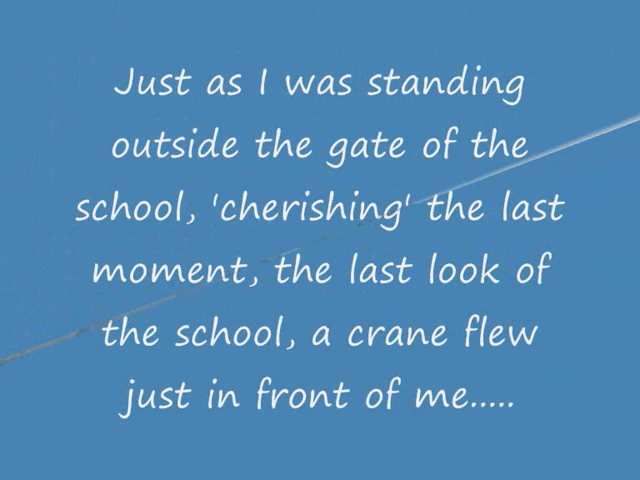 Just as I was standing
outside the gate of the
school, 'cherishing' the last
moment, the last look of
the school, a crane flew
just in front of me.....